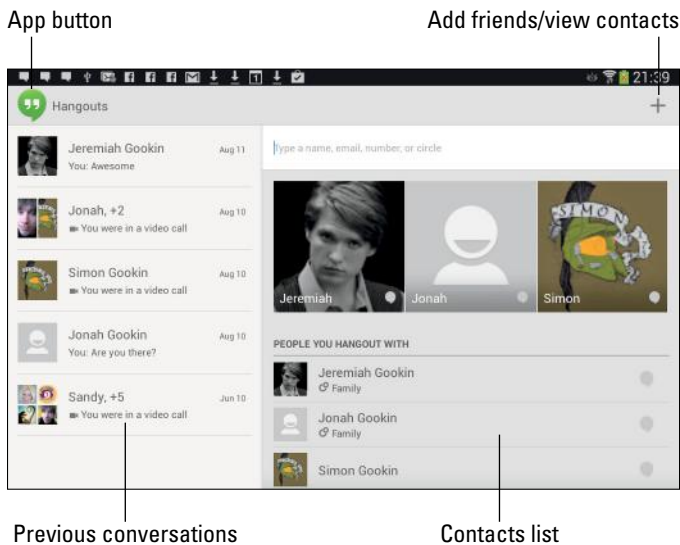 App button
Add friends/view contacts
21:39
Hangouts
Jeremiah Gookin
Aug 11
You: Awesome
Jonah, +2
Aug 10
You were in a video call
Simon Gookin
Aug 10
You were in a video call
Jonah Gookin
Aug 10
You: Are you there?
Sandy, +5
Jun 10
You were in a video call
Type a name, email, number, or circle
SIMON
Jeremiah
Jonah
Simon
PEOPLE YOU HANGOUT WITH
Jeremiah Gookin
Family
Jonah Gookin
Family
Simon Gookin
Previous conversations
Contacts list